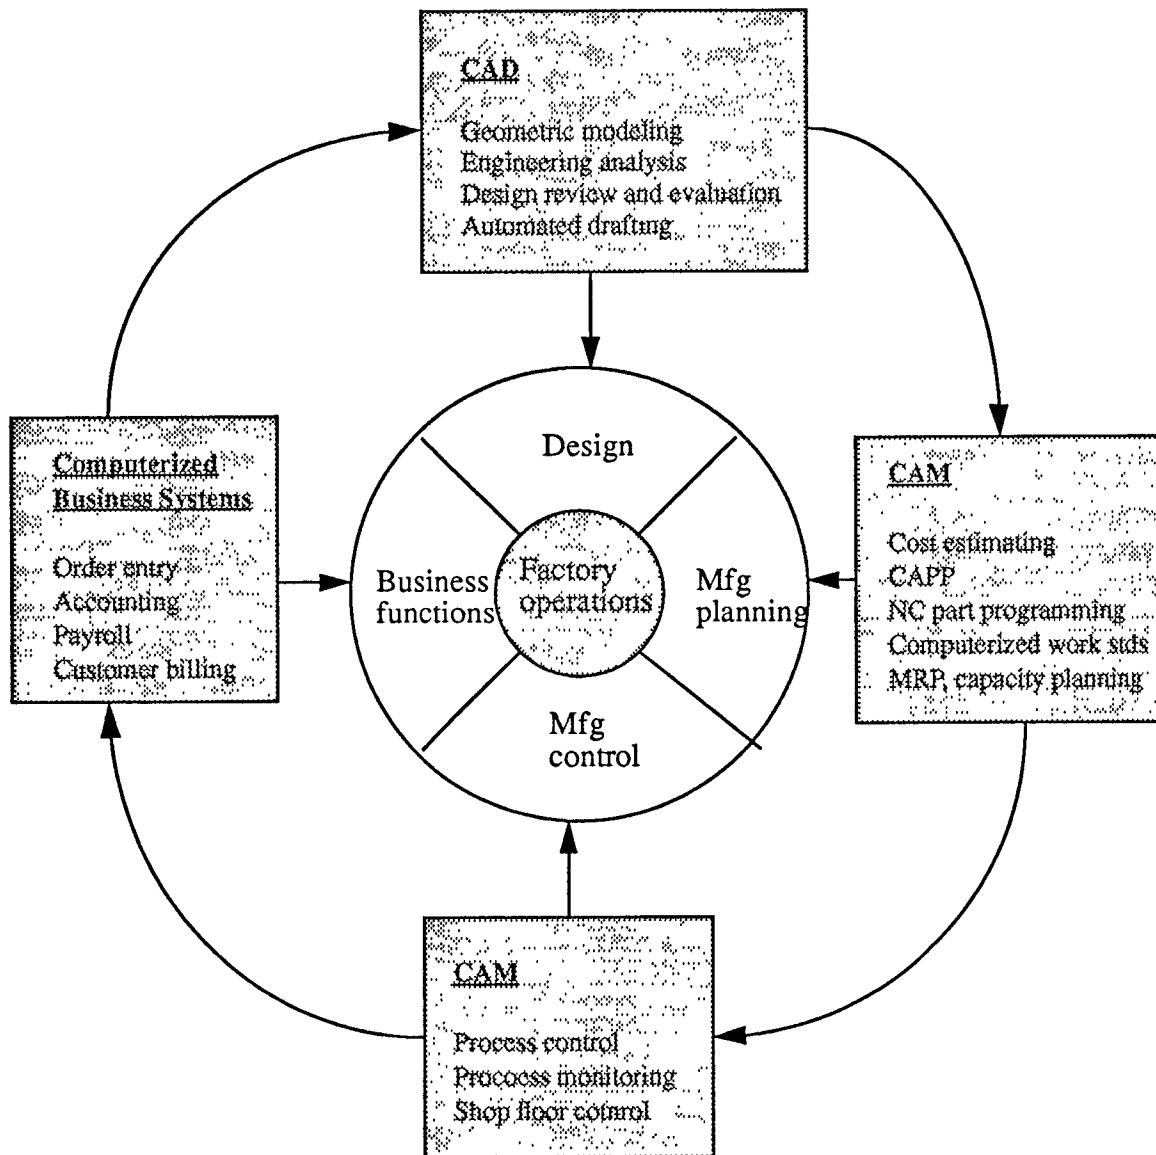 CAD
Geometric modeling
Engineering analysis
Design review and evaluation
Automated drafting
Computerized
Business Systems
Order entry
Accounting
Payroll
Customer billing
Design
Business
functions
Factory
operations
Mfg
planning
Mfg
control
CAM
Cost estimating
CAPP
NC part programming
Computerized work stds
MRP, capacity planning
CAM
Process control
Procoess monitoring
Shop floor cotnrol